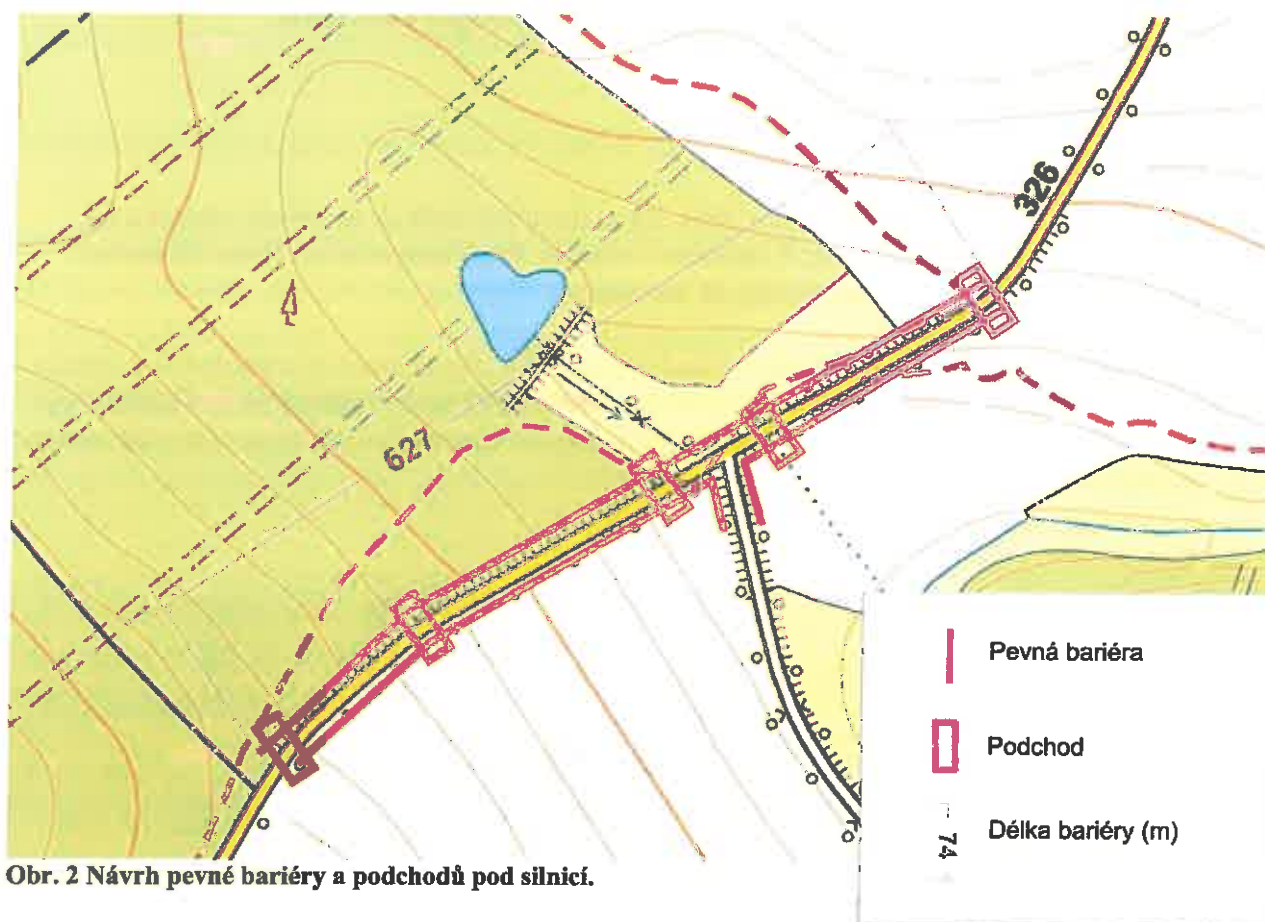 326
627
Pevná bariéra
Podchod
74 Délka bariéry (m)
Obr. 2 Návrh pevné bariéry a podchodů pod silnicí.